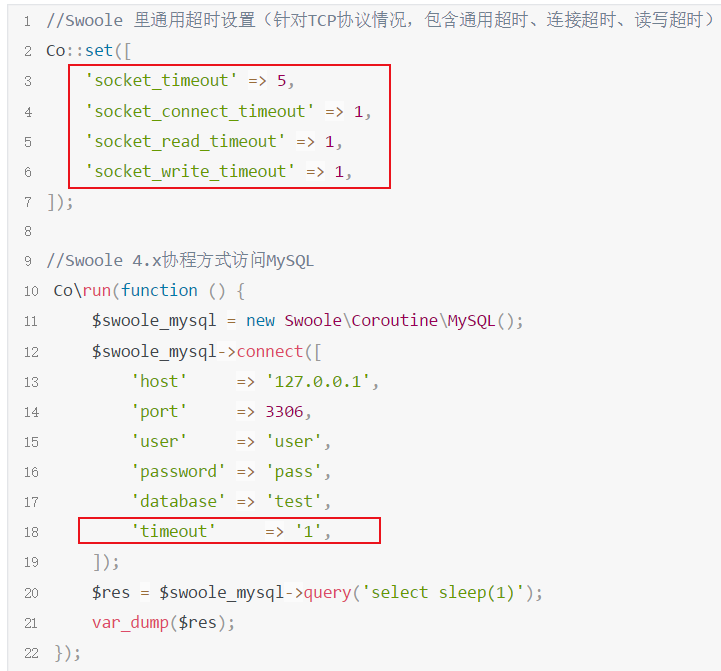 1 //Swoole 里通用超时设置（针对TCP协议情况，包含通用超时、连接超时、读写超时）
2 Co::set([
3     'socket_timeout' => 5,
4     'socket_connect_timeout' => 1,
5     'socket_read_timeout' => 1,
6     'socket_write_timeout' => 1,
7 ]);
8
9 //Swoole 4.x协程方式访问MySQL
10 Co\run(function () {
11     $swoole_mysql = new Swoole\Coroutine\MySQL();
12     $swoole_mysql->connect([
13         'host'     => '127.0.0.1',
14         'port'     => 3306,
15         'user'     => 'user',
16         'password' => 'pass',
17         'database' => 'test',
18         'timeout'     => '1',
19     ]);
20     $res = $swoole_mysql->query('select sleep(1)');
21     var_dump($res);
22 });